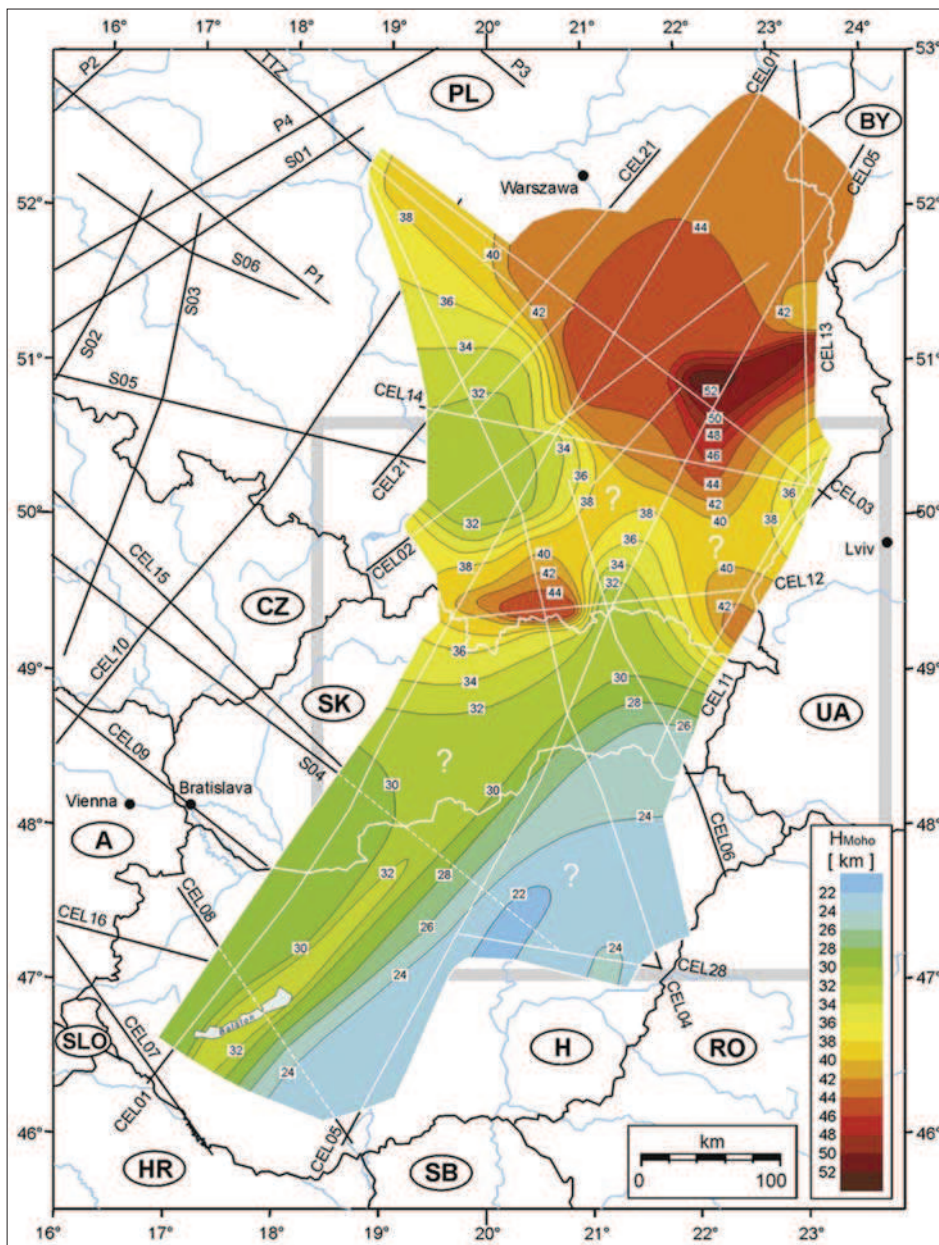 16° 17° 18° 19° 20° 21° 22° 23° 24°
53° 52° 51° 50° 49° 48° 47° 46°
52° 51° 50° 49° 48° 47° 46°
16° 17° 18° 19° 20° 21° 22° 23°
P2
TTZ
P3
CEL01
PL
BY
P4
S01
CEL21
CEL05
Warszawa
38
44
40
S06
P1
S03
36
42
42
S02
CEL13
34
S05
32
52
CEL14
50
34
48
CEL21
46
36
44
36
38
?
42
CEL03
32
38
40
38
CEL02
36
?
Lviv
CEL15
40
34
40
38
42
32
CEL12
CZ
44
42
CEL10
36
34
30
CEL11
SK
32
28
26
UA
CEL09
S04
?
30
30
Vienna
Bratislava
24
A
HMoho
[ km ]
22
24
26
28
30
32
34
36
38
40
42
44
46
48
50
52
CEL06
32
28
?
CEL08
22
CEL16
26
30
24
24
CEL28
CEL04
Balaton
SLO
CEL07
32
H
RO
24
CEL01
CEL05
HR
SB
km
0 100